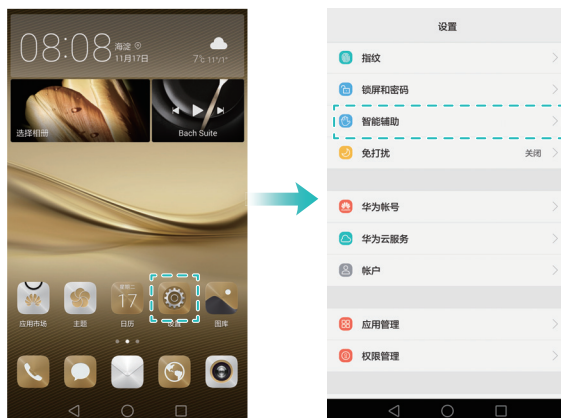 08:08
海淀
11月17日
7℃ 11°/1°
选择相册
Bach Suite
星期二
17
应用市场
主题
日历
设置
图库
设置
指纹
锁屏和密码
智能辅助
免打扰
关闭
华为帐号
华为云服务
帐户
应用管理
权限管理